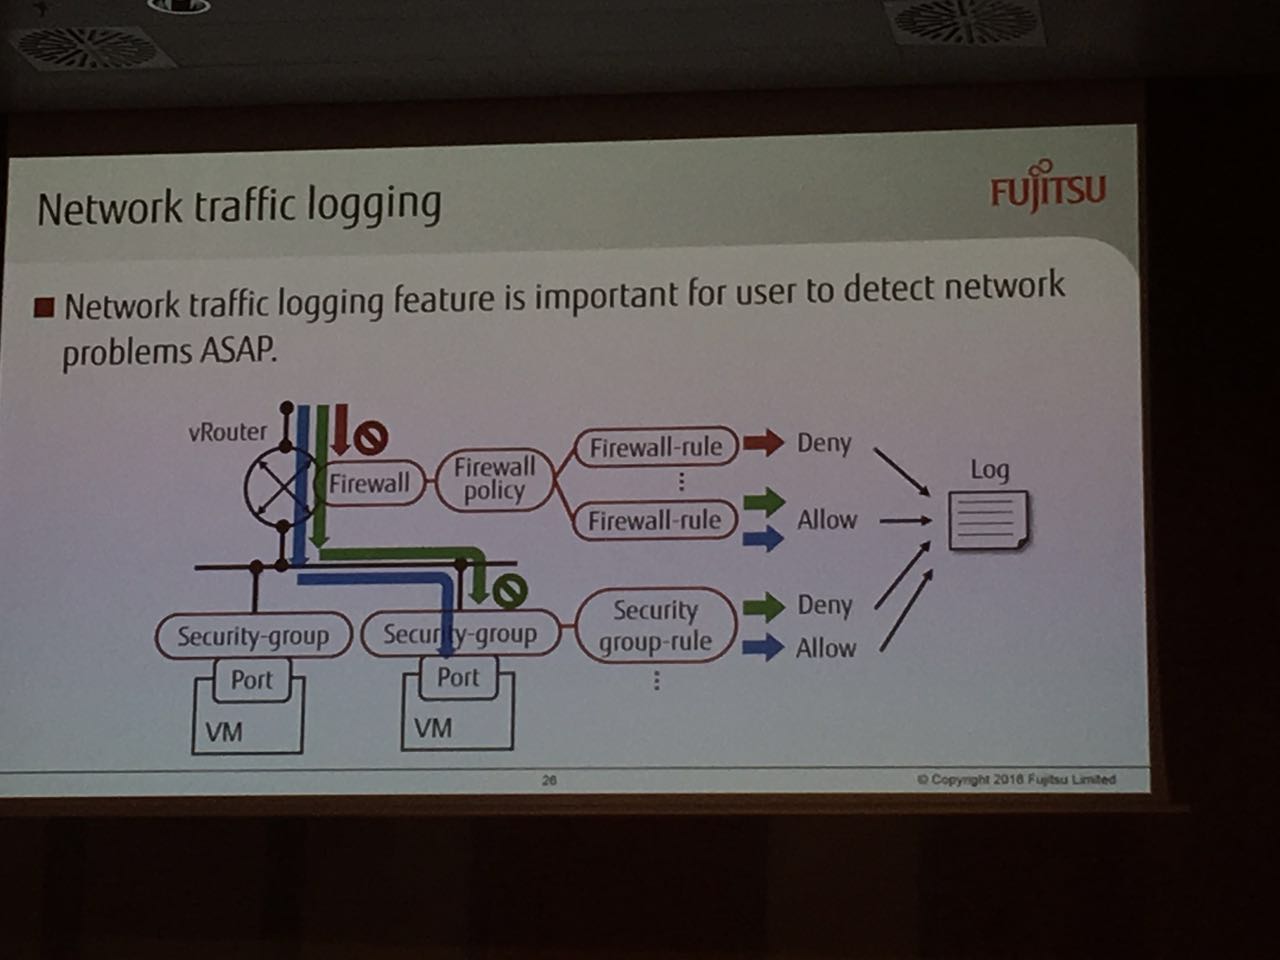 Network traffic logging
FUJITSU
Network traffic logging feature is important for user to detect network
problems ASAP.
vRouter
Firewall
Firewall
policy
Firewall-rule
Deny
Firewall-rule
Allow
Log
Security-group
Security-group
Security
group-rule
Deny
Allow
Port
VM
Port
VM
26
© Copyright 2016 Fujitsu Limited